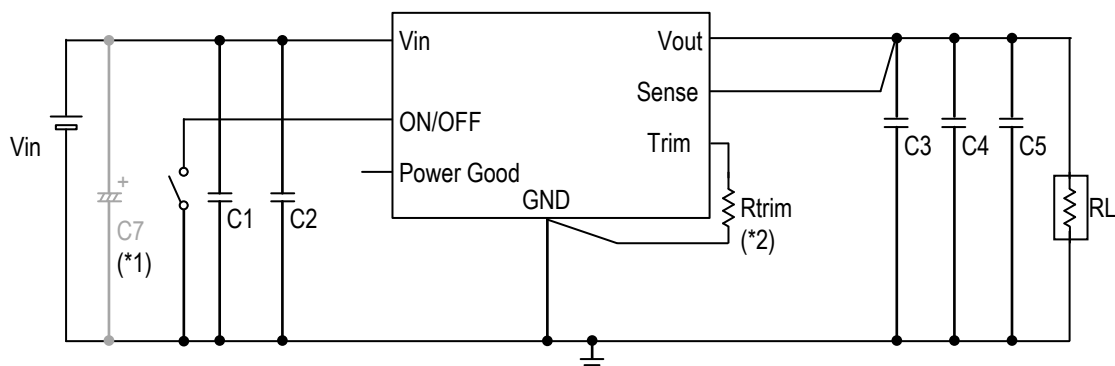 Vin
Vout
Sense
ON/OFF
Trim
Vin
Power Good
GND
C7
+
(*1)
C1
C2
Rtrim
(*2)
C3
C4
C5
RL